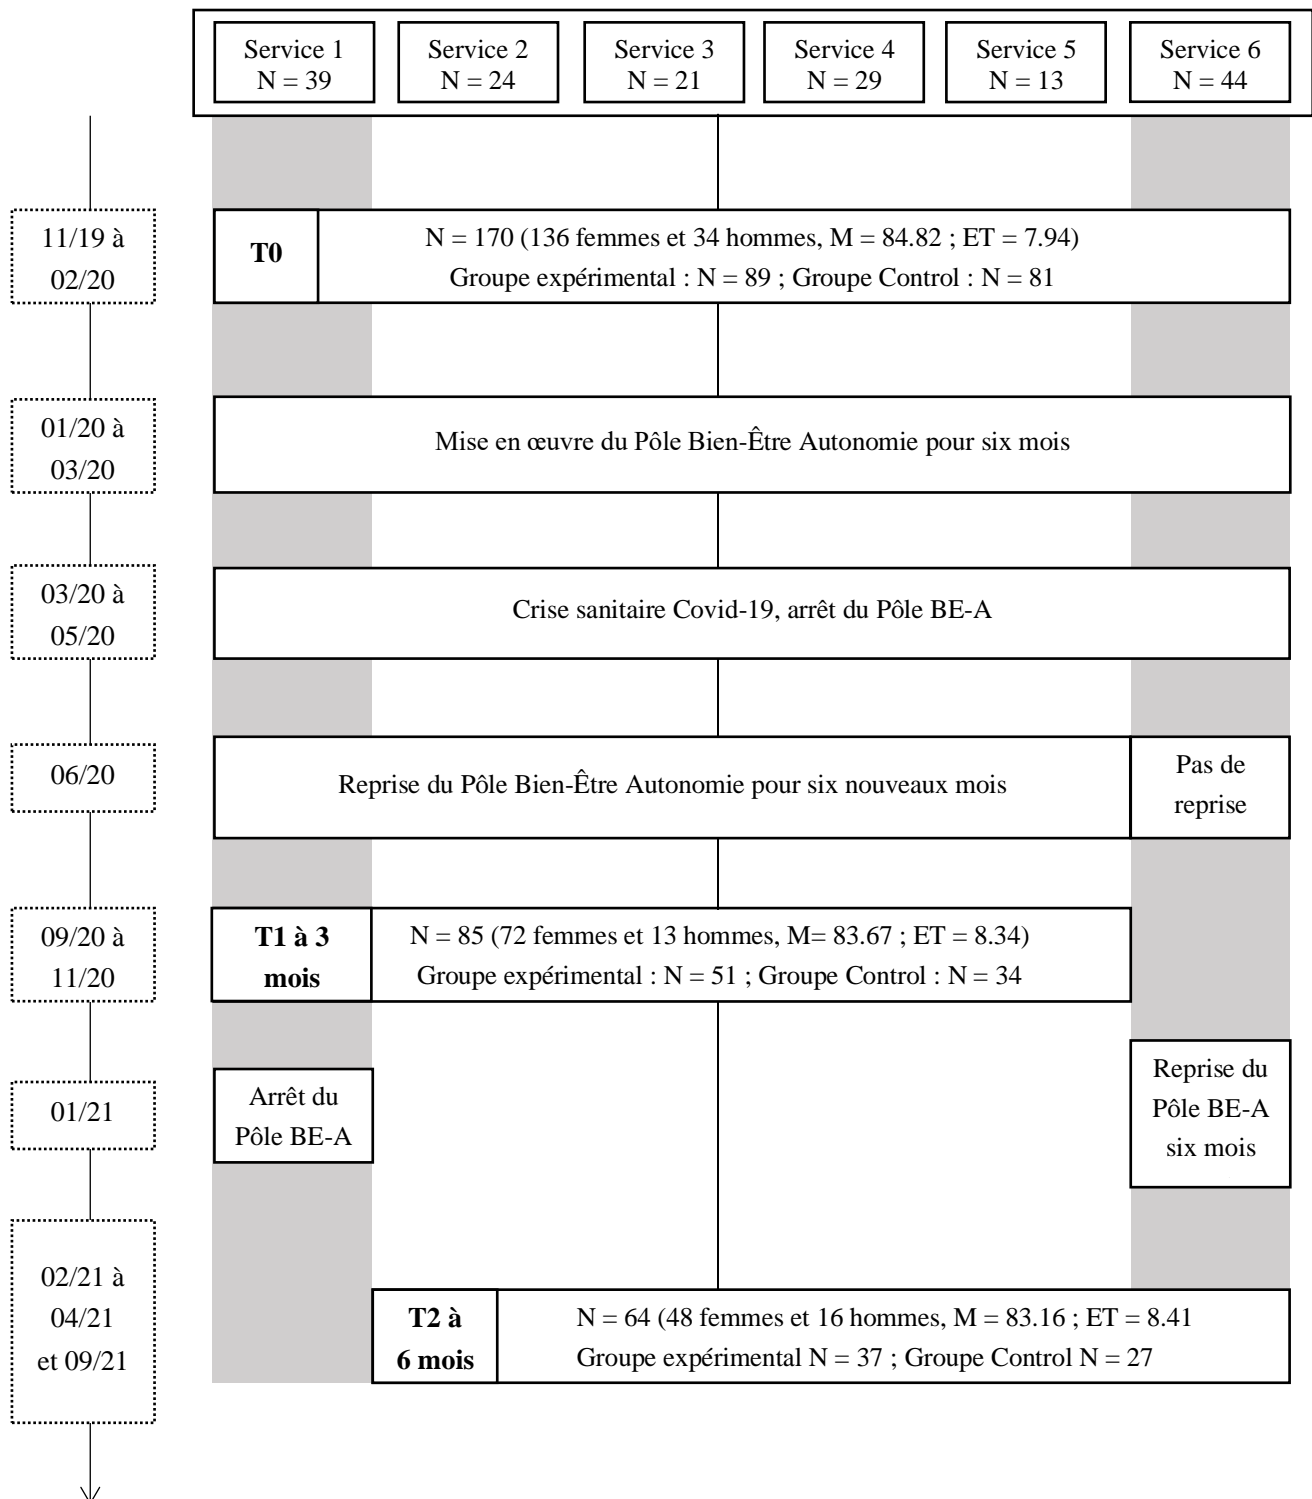 Service 1
N = 39
Service 2
N = 24
Service 3
N = 21
Service 4
N = 29
Service 5
N = 13
Service 6
N = 44
11/19 à
02/20
T0
N = 170 (136 femmes et 34 hommes, M = 84.82 ; ET = 7.94)
Groupe expérimental : N = 89 ; Groupe Control : N = 81
01/20 à
03/20
Mise en œuvre du Pôle Bien-Être Autonomie pour six mois
03/20 à
05/20
Crise sanitaire Covid-19, arrêt du Pôle BE-A
06/20
Reprise du Pôle Bien-Être Autonomie pour six nouveaux mois
Pas de
reprise
09/20 à
11/20
T1 à 3
mois
N = 85 (72 femmes et 13 hommes, M= 83.67 ; ET = 8.34)
Groupe expérimental : N = 51 ; Groupe Control : N = 34
01/21
Arrêt du
Pôle BE-A
Reprise du
Pôle BE-A
six mois
02/21 à
04/21
et 09/21
T2 à
6 mois
N = 64 (48 femmes et 16 hommes, M = 83.16 ; ET = 8.41
Groupe expérimental N = 37 ; Groupe Control N = 27